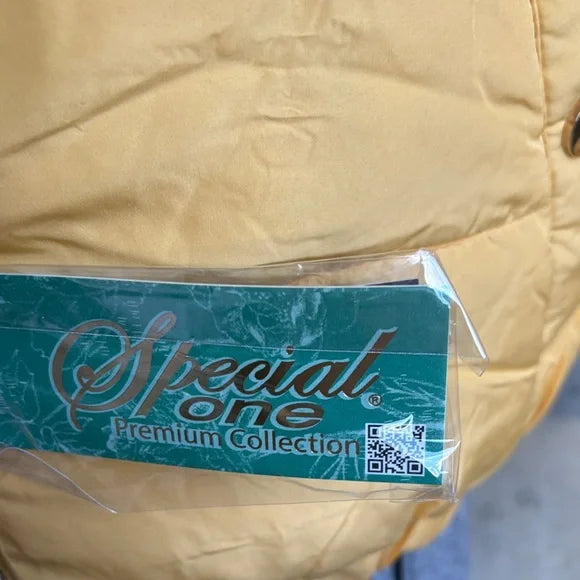 Special
one ®
Premium Collection